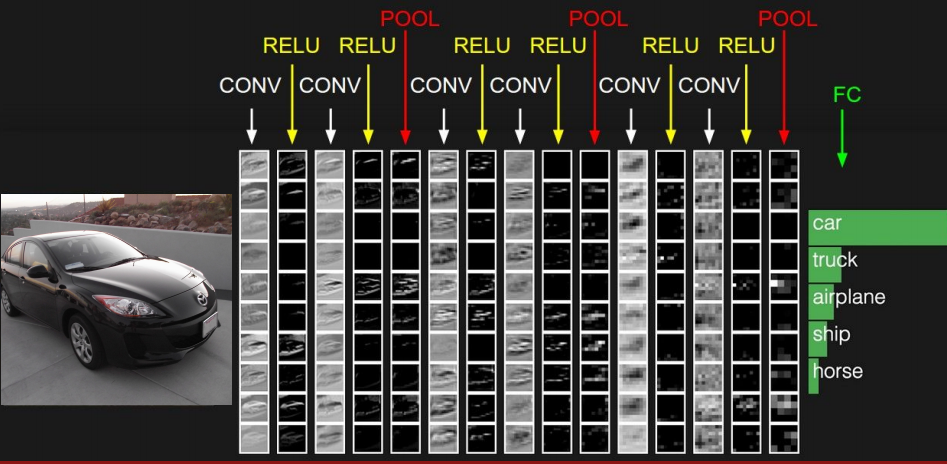 POOL POOL POOL
RELU RELU RELU RELU RELU RELU
CONV CONV CONV CONV CONV CONV
FC
car
truck
airplane
ship
horse